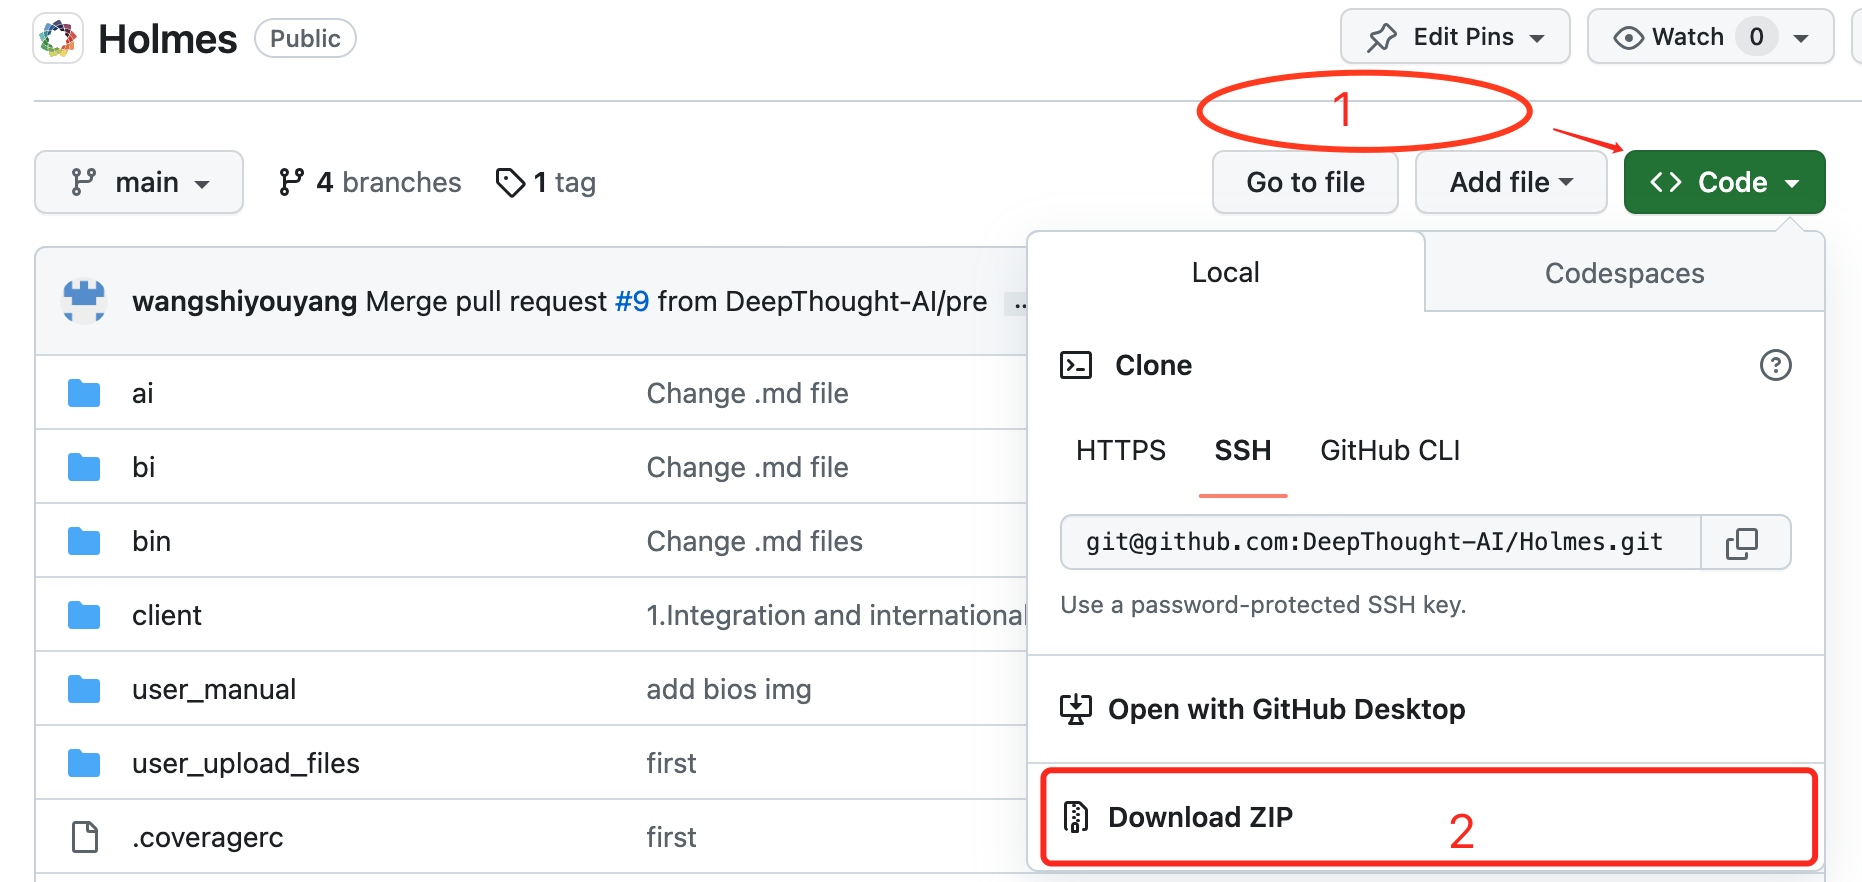 Holmes Public Edit Pins Watch 0
1
main 4 branches 1 tag Go to file Add file Code
Local Codespaces
wangshiyouyang Merge pull request #9 from DeepThought-AI/pre ..
Clone
ai Change .md file
HTTPS SSH GitHub CLI
bi Change .md file
bin Change .md files
git@github.com:DeepThought-AI/Holmes.git
Use a password-protected SSH key.
client 1.Integration and international
user_manual add bios img
Open with GitHub Desktop
user_upload_files first
Download ZIP 2
.coveragerc first